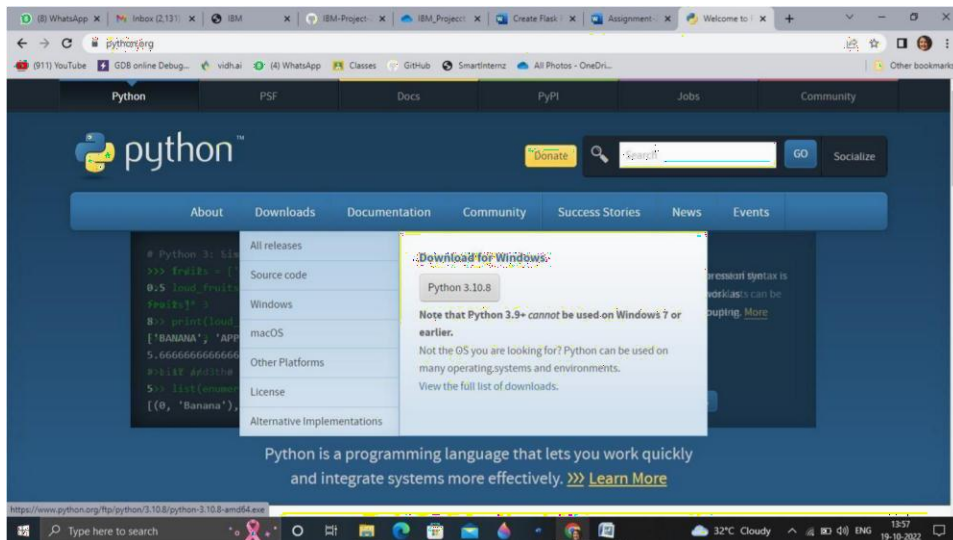 (8) WhatsApp
Inbox (2,131)
IBM
IBM-Project-
IBM_Project
Create Flask
Assignment-
Welcome to
python.org
(911) YouTube
GDB online Debug...
vidh.ai
(4) WhatsApp
Classes
GitHub
SmartInternz
All Photos - OneDri...
Other bookmarks
Python
PSF
Docs
PyPI
Jobs
Community
python™
Donate
Search
GO
Socialize
About
Downloads
Documentation
Community
Success Stories
News
Events
# Python 3:
>>>
>>> print(loud_
['BANANA', 'APP
5.6666666666666
>>> list(enumer
[(0, 'Banana'),
All releases
Source code
Windows
macOS
Other Platforms
License
Alternative Implementations
Download for Windows
Python 3.10.8
Note that Python 3.9+ cannot be used on Windows 7 or
earlier.
Not the OS you are looking for? Python can be used on
many operating systems and environments.
View the full list of downloads.
More
Python is a programming language that lets you work quickly
and integrate systems more effectively. >>> Learn More
https://www.python.org/ftp/python/3.10.8/python-3.10.8-amd64.exe
Type here to search
32°C Cloudy
ENG
13:57
19-10-2022